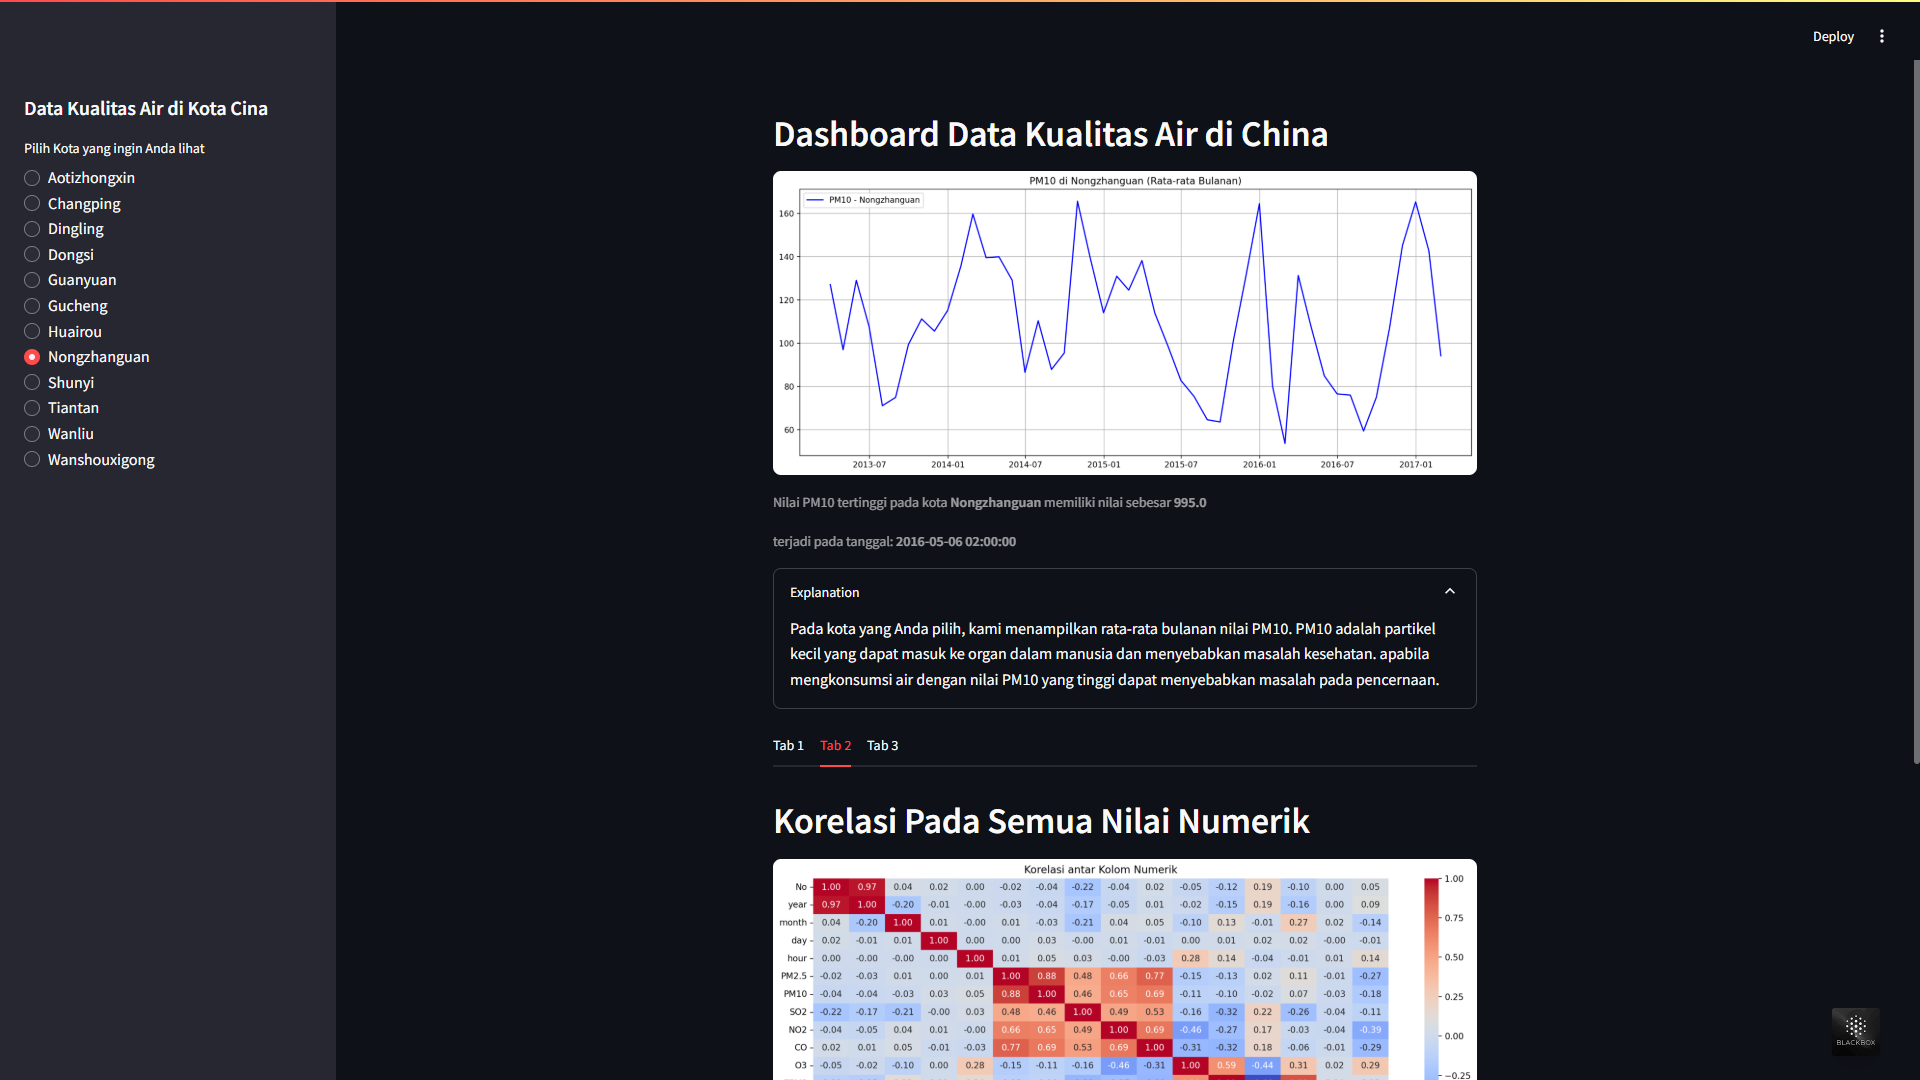 Deploy
Data Kualitas Air di Kota Cina
Pilih Kota yang ingin Anda lihat
Aotizhongxin
Changping
Dingling
Dongsi
Guanyuan
Gucheng
Huairou
Nongzhanguan
Shunyi
Tiantan
Wanliu
Wanshouxigong
Dashboard Data Kualitas Air di China
PM10 di Nongzhanguan (Rata-rata Bulanan)
PM10 - Nongzhanguan
160
140
120
100
80
60
2013-07 2014-01 2014-07 2015-01 2015-07 2016-01 2016-07 2017-01
Nilai PM10 tertinggi pada kota Nongzhanguan memiliki nilai sebesar 995.0
terjadi pada tanggal: 2016-05-06 02:00:00
Explanation
Pada kota yang Anda pilih, kami menampilkan rata-rata bulanan nilai PM10. PM10 adalah partikel
kecil yang dapat masuk ke organ dalam manusia dan menyebabkan masalah kesehatan. apabila
mengkonsumsi air dengan nilai PM10 yang tinggi dapat menyebabkan masalah pada pencernaan.
Tab 1 Tab 2 Tab 3
Korelasi Pada Semua Nilai Numerik
Korelasi antar Kolom Numerik
No 1.00 0.97 0.04 0.02 0.00 -0.02 -0.04 -0.22 -0.04 0.02 -0.05 -0.12 0.19 -0.10 0.00 0.05
year 0.97 1.00 -0.20 -0.01 -0.00 -0.03 -0.04 -0.17 -0.05 0.01 -0.02 -0.15 0.19 -0.16 0.00 0.09
month 0.04 -0.20 1.00 0.01 -0.00 0.01 -0.03 -0.21 0.04 0.05 -0.10 0.13 -0.01 0.27 0.02 -0.14
day 0.02 -0.01 0.01 1.00 0.00 0.00 0.03 -0.00 0.01 -0.01 0.00 0.01 0.02 0.02 -0.00 -0.01
hour 0.00 -0.00 -0.00 0.00 1.00 0.01 0.05 0.03 -0.00 -0.03 0.28 0.14 -0.04 -0.01 0.01 0.14
PM2.5 -0.02 -0.03 0.01 0.00 0.01 1.00 0.88 0.48 0.66 0.77 -0.15 -0.13 0.02 0.11 -0.01 -0.27
PM10 -0.04 -0.04 -0.03 0.03 0.05 0.88 1.00 0.46 0.65 0.69 -0.11 -0.10 -0.02 0.07 -0.03 -0.18
SO2 -0.22 -0.17 -0.21 -0.00 0.03 0.48 0.46 1.00 0.49 0.53 -0.16 -0.32 0.22 -0.26 -0.04 -0.11
NO2 -0.04 -0.05 0.04 0.01 -0.00 0.66 0.65 0.49 1.00 0.69 -0.46 -0.27 0.17 -0.03 -0.04 -0.39
CO 0.02 0.01 0.05 -0.01 -0.03 0.77 0.69 0.53 0.69 1.00 -0.31 -0.32 0.18 -0.06 -0.01 -0.29
O3 -0.05 -0.02 -0.10 0.00 0.28 -0.15 -0.11 -0.16 -0.46 -0.31 1.00 0.59 -0.44 0.31 0.02 0.29
1.00
0.75
0.50
0.25
0.00
−0.25
BLACKBOX